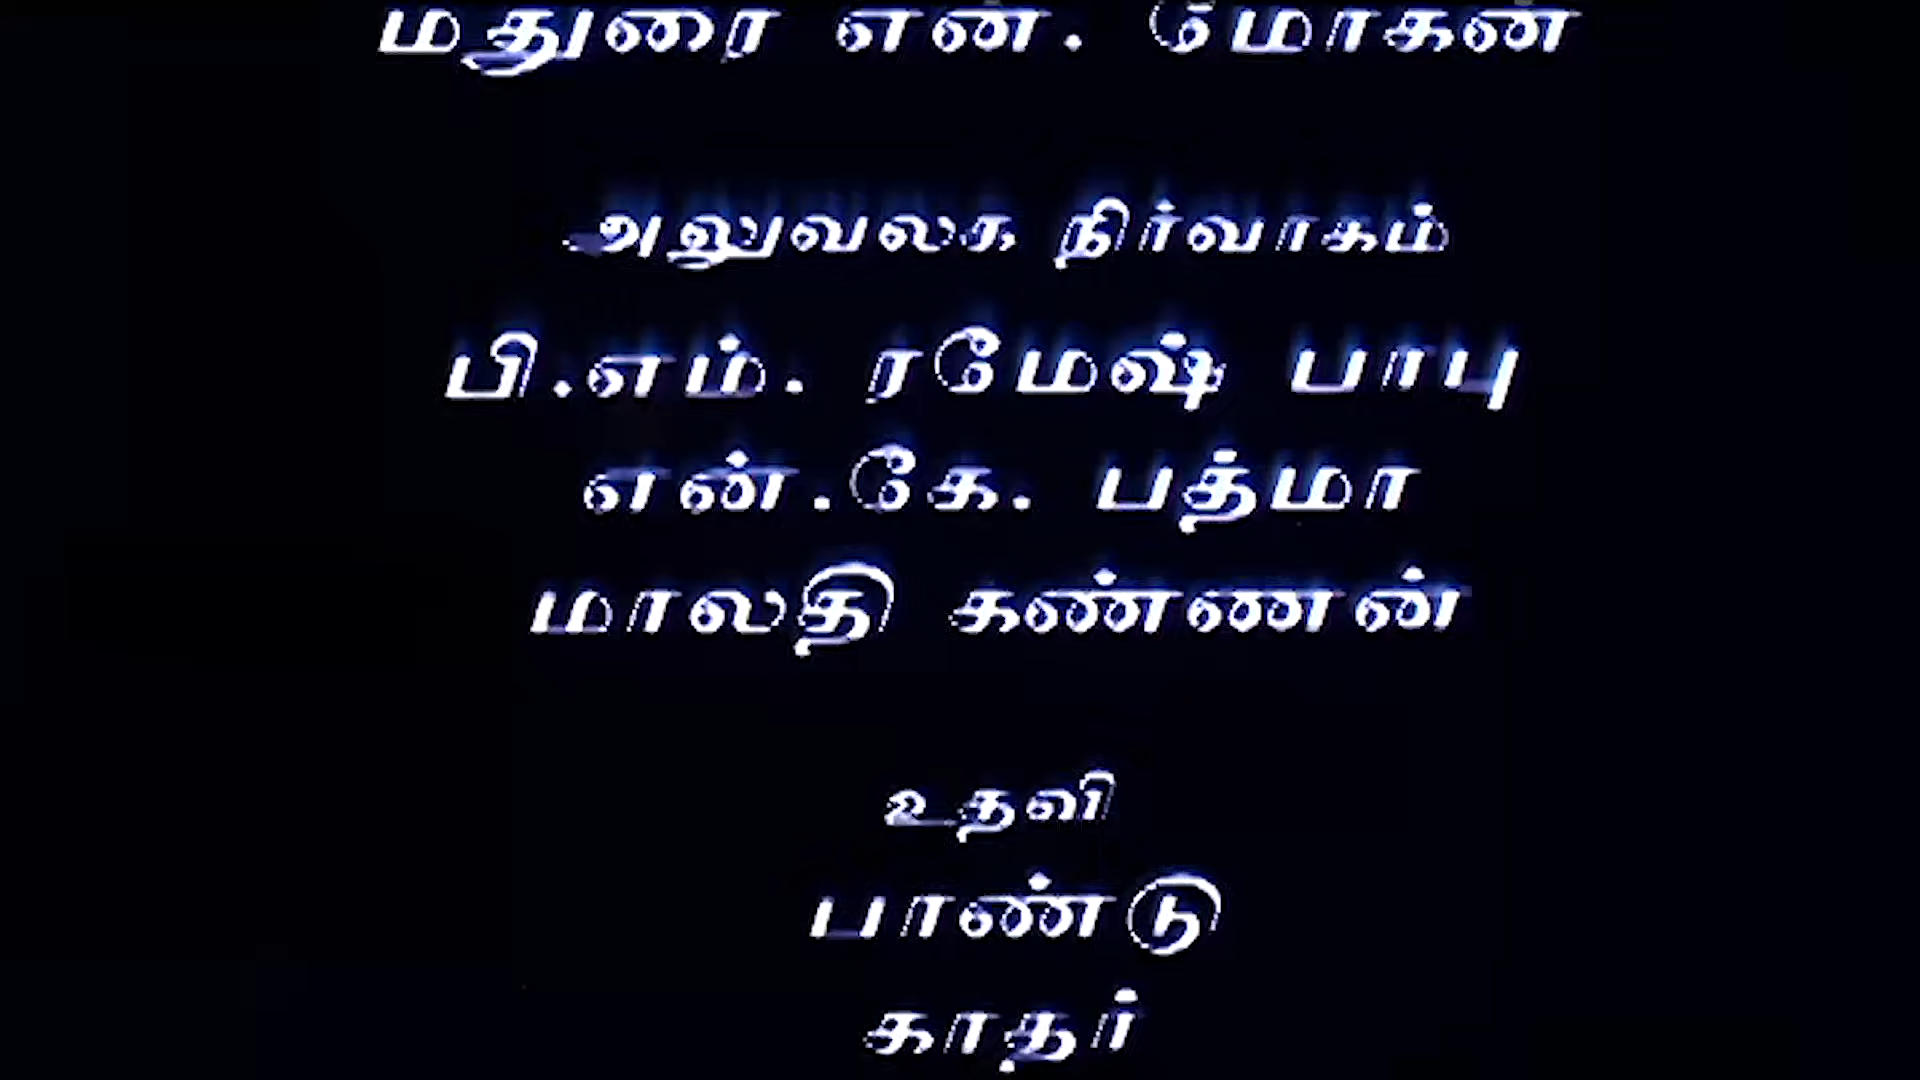 மதுரை என். மோகன்
அலுவலக நிர்வாகம்
பி.எம். ரமேஷ் பாபு
என்.கே. பத்மா
மாலதி கண்ணன்
உதவி
பாண்டு
காதர்